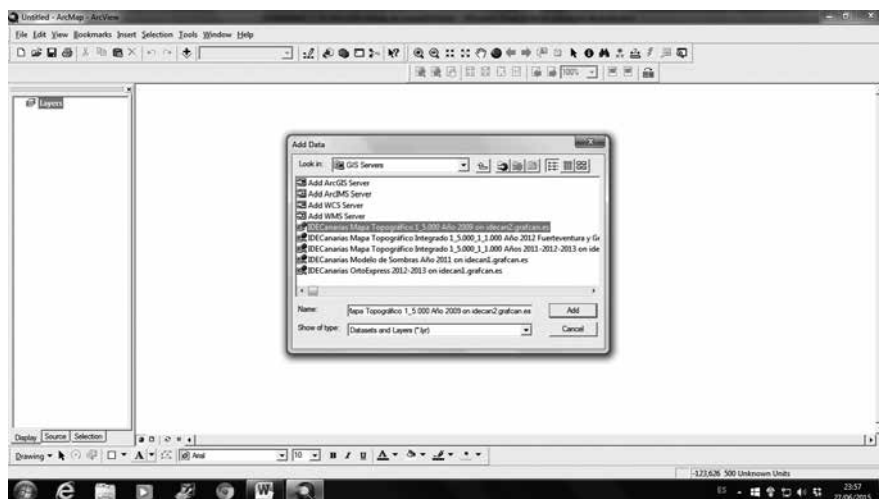 Untitled - ArcMap - ArcView
File Edit View Bookmarks Insert Selection Tools Window Help
100%
Layers
Add Data
Look in: GIS Servers
Add ArcGIS Server
Add ArcIMS Server
Add WCS Server
Add WMS Server
IDECanarias Mapa Topográfico 1_5.000 Año 2009 on idecan2.grafcan.es
IDECanarias Mapa Topográfico Integrado 1_5.000_1_1.000 Año 2012 Fuerteventura y Gr
IDECanarias Mapa Topográfico Integrado 1_5.000_1_1.000 Años 2011-2012-2013 on ide
IDECanarias Modelo de Sombras Año 2011 on idecan1.grafcan.es
IDECanarias OrtoExpress 2012-2013 on idecan1.grafcan.es
Name: Mapa Topográfico 1_5.000 Año 2009 on idecan2.grafcan.es Add
Show of type: Datasets and Layers (*.lyr) Cancel
Display Source Selection
Drawing A Arial 10 B I U A
-123,626 500 Unknown Units
ES 23:57
27/06/2015